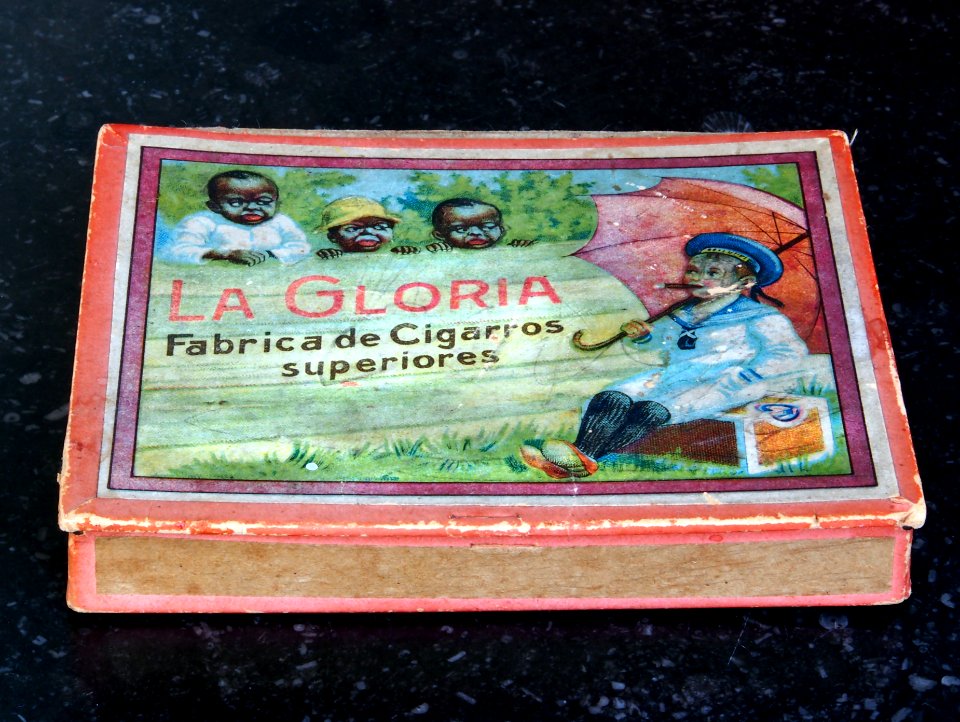 LA GLORIA
Fabrica de Cigarros
superiores